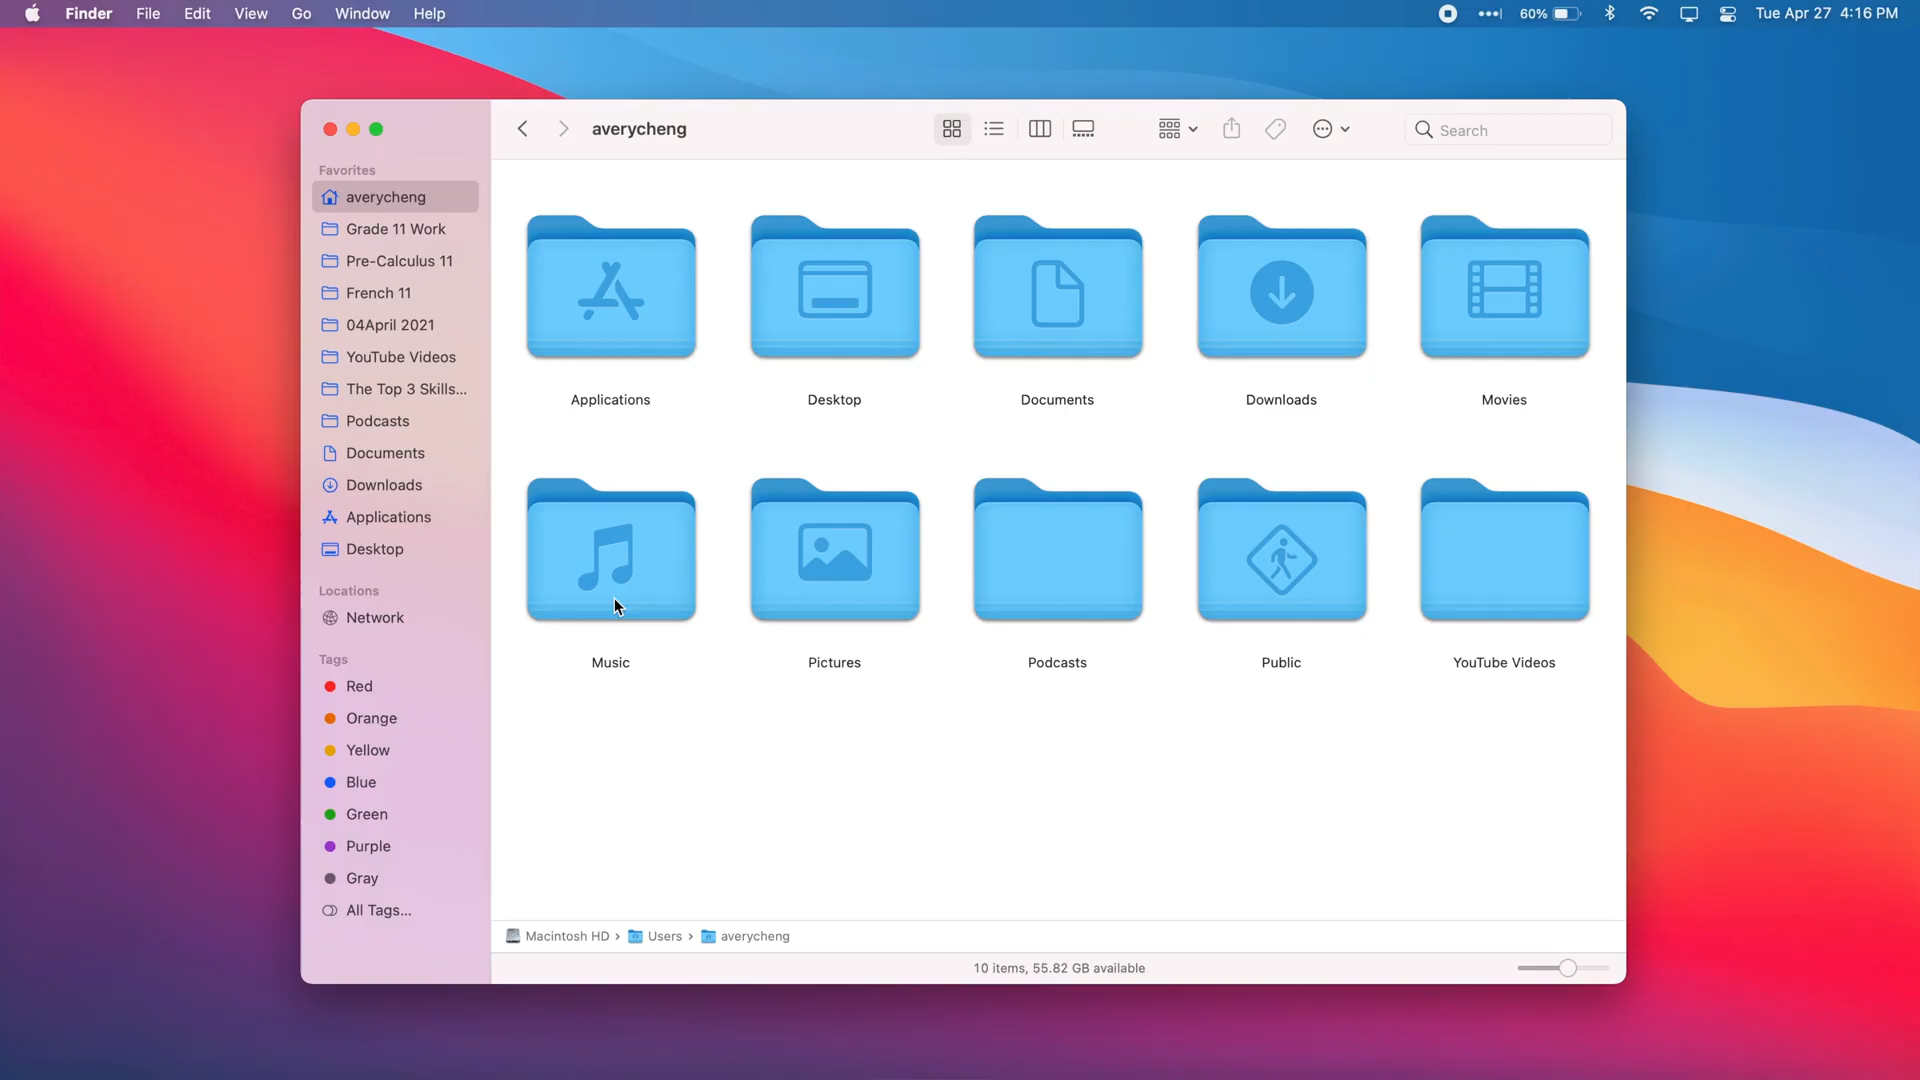 Finder File Edit View Go Window Help
60% Tue Apr 27 4:16 PM
averycheng
Search
Favorites
averycheng
Grade 11 Work
Pre-Calculus 11
French 11
04April 2021
YouTube Videos
The Top 3 Skills...
Podcasts
Documents
Downloads
Applications
Desktop
Locations
Network
Tags
Red
Orange
Yellow
Blue
Green
Purple
Gray
All Tags...
Applications Desktop Documents Downloads Movies
Music Pictures Podcasts Public YouTube Videos
Macintosh HD › Users › averycheng
10 items, 55.82 GB available